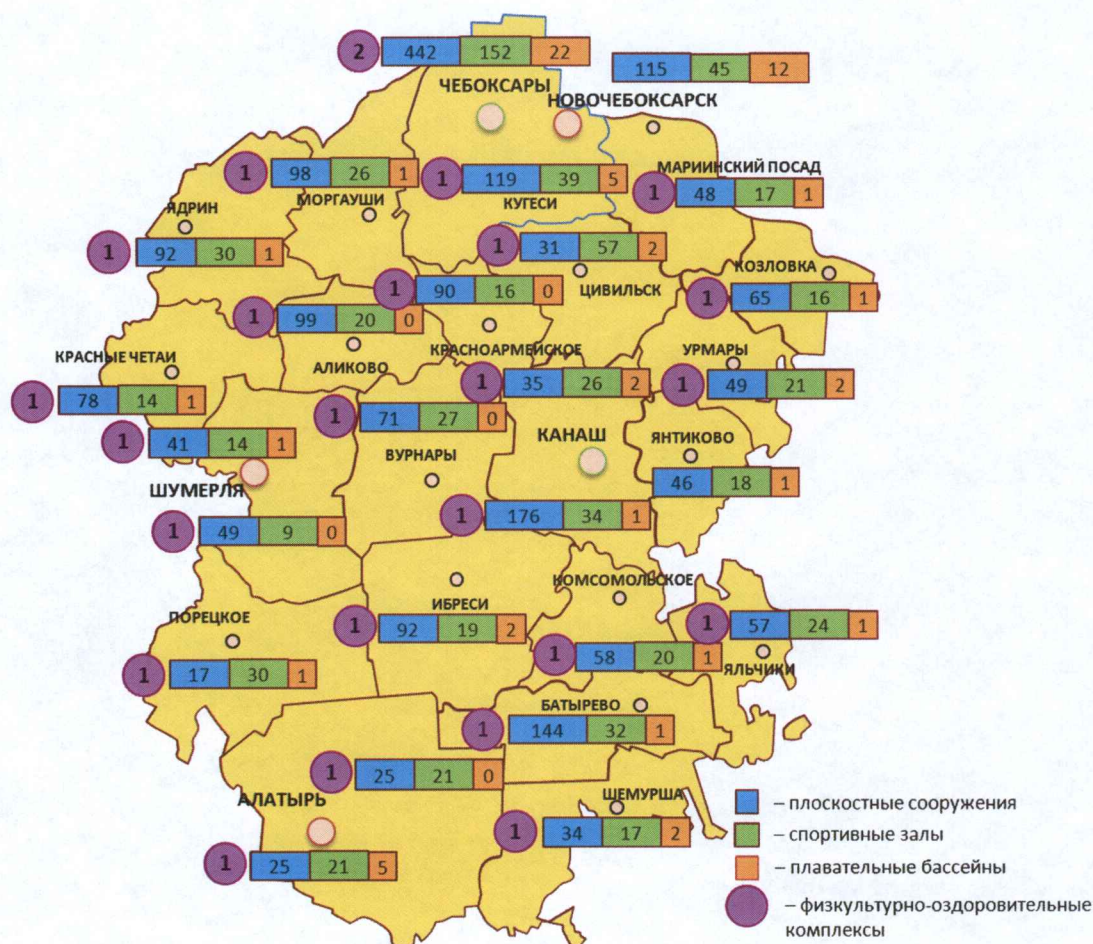 2 442 152 22
115 45 12
ЧЕБОКСАРЫ
НОВОЧЕБОКСАРСК
1 98 26 1
1 119 39 5
МАРИИНСКИЙ ПОСАД
1 48 17 1
МОРГАУШИ
КУГЕСИ
ЯДРИН
1 92 30 1
1 31 57 2
КОЗЛОВКА
1 90 16 0
ЦИВИЛЬСК
1 65 16 1
1 99 20 0
КРАСНЫЕ ЧЕТАИ
АЛИКОВО
КРАСНОАРМЕЙСКОЕ
УРМАРЫ
1 35 26 2
1 49 21 2
1 78 14 1
1 71 27 0
1 41 14 1
КАНАШ
ЯНТИКОВО
ВУРНАРЫ
46 18 1
ШУМЕРЛЯ
1 176 34 1
1 49 9 0
КОМСОМОЛЬСКОЕ
ИБРЕСИ
ПОРЕЦКОЕ
1 92 19 2
1 57 24 1
1 58 20 1
ЯЛЬЧИКИ
1 17 30 1
БАТЫРЕВО
1 144 32 1
1 25 21 0
ШЕМУРША
АЛАТЫРЬ
1 34 17 2
1 25 21 5
– плоскостные сооружения
– спортивные залы
– плавательные бассейны
– физкультурно-оздоровительные
комплексы